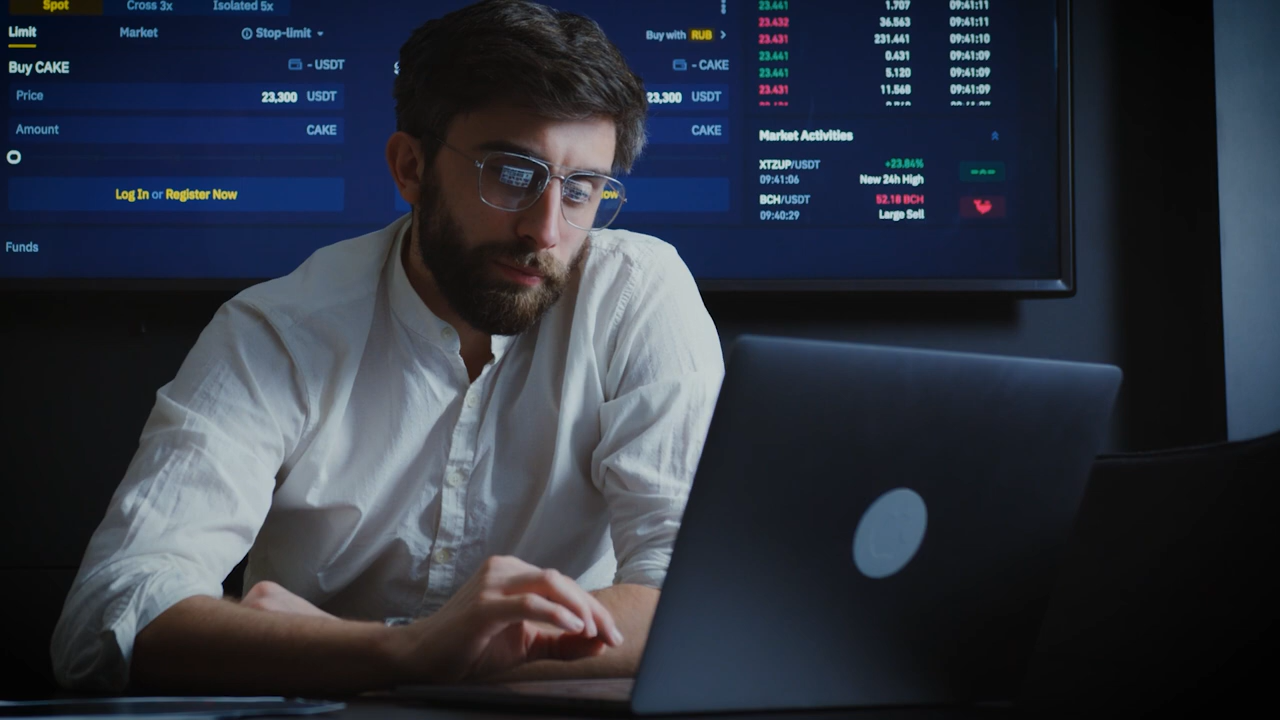 Spot Cross 3x Isolated 5x
Limit Market Stop-limit
Buy with RUB
Buy CAKE - USDT
- CAKE
Price 23,300 USDT
23,300 USDT
Amount CAKE
CAKE
Log In or Register Now
Funds
23.441 1.707 09:41:11
23.432 36.563 09:41:11
23.431 231.441 09:41:10
23.441 0.431 09:41:09
23.441 5.120 09:41:09
23.431 11.568 09:41:09
Market Activities
XTZUP/USDT +23.84%
09:41:06 New 24h High
BCH/USDT 52.18 BCH
09:40:29 Large Sell